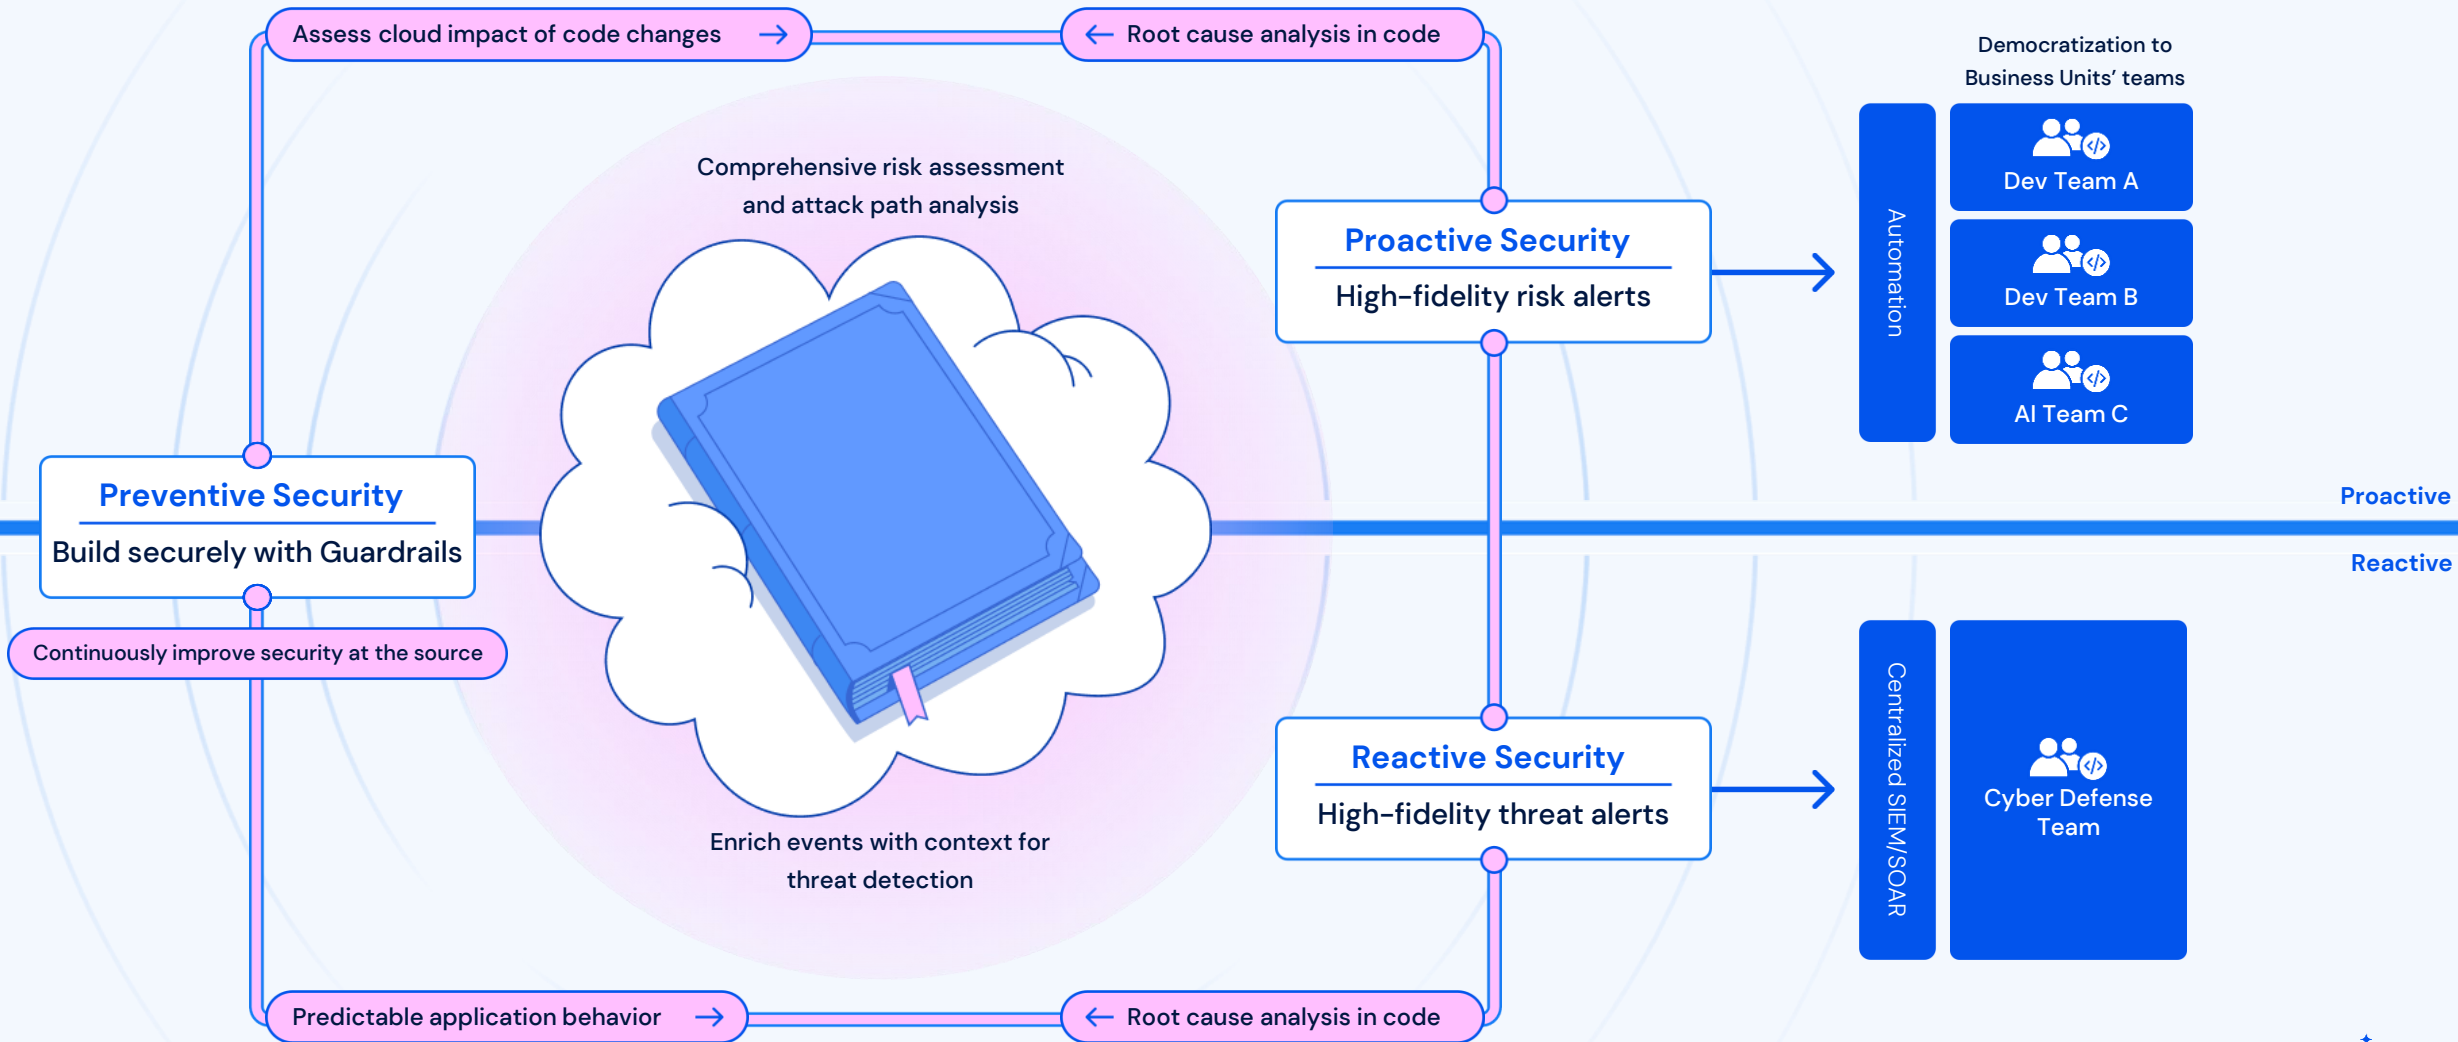 Assess cloud impact of code changes
Root cause analysis in code
Democratization to
Business Units’ teams
Comprehensive risk assessment
and attack path analysis
Proactive Security
High-fidelity risk alerts
Automation
Dev Team A
Dev Team B
AI Team C
Preventive Security
Build securely with Guardrails
Proactive
Reactive
Continuously improve security at the source
Reactive Security
High-fidelity threat alerts
Centralized SIEM/SOAR
Cyber Defense
Team
Enrich events with context for
threat detection
Predictable application behavior
Root cause analysis in code